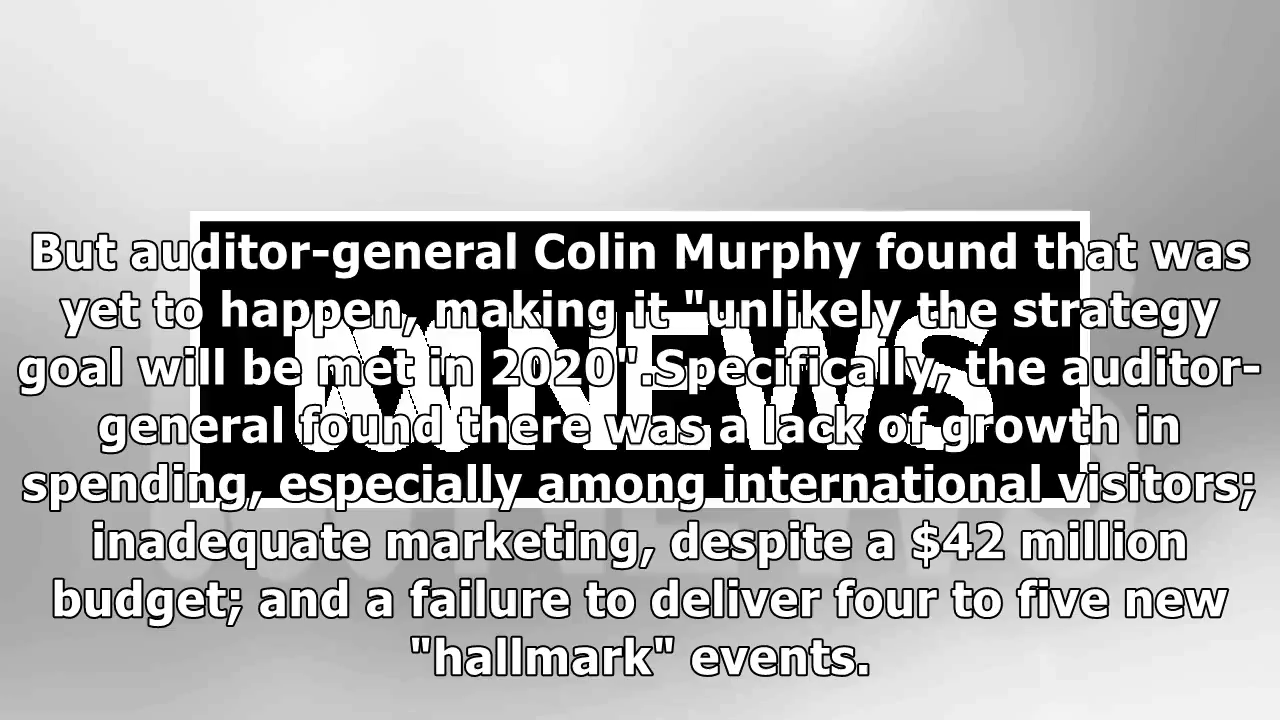 But auditor-general Colin Murphy found that was
yet to happen, making it "unlikely the strategy
goal will be met in 2020".Specifically, the auditor-
general found there was a lack of growth in
spending, especially among international visitors;
inadequate marketing, despite a $42 million
budget; and a failure to deliver four to five new
"hallmark" events.
NEWS